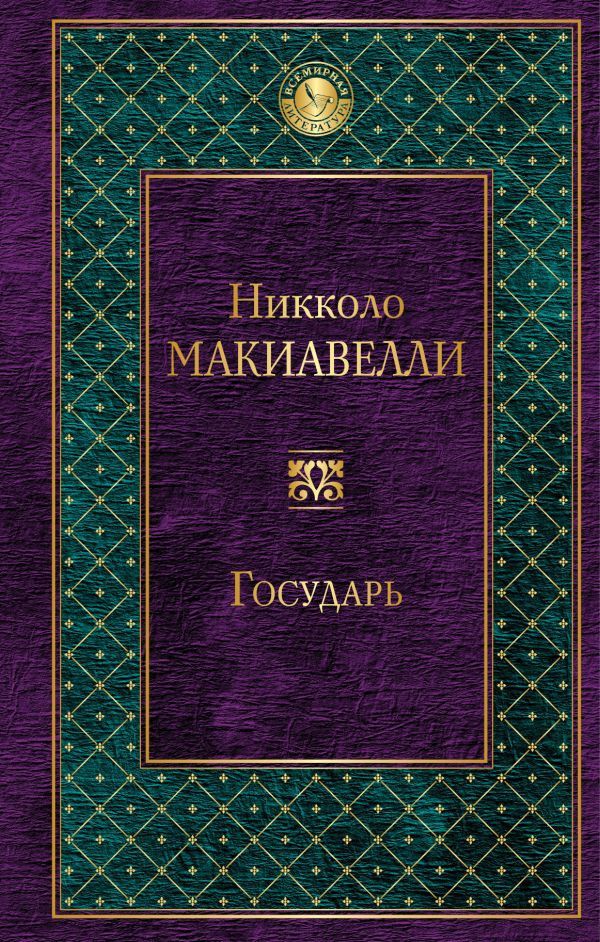 ВСЕМИРНАЯ
ЛИТЕРАТУРА
Никколо
МАКИАВЕЛЛИ
Государь